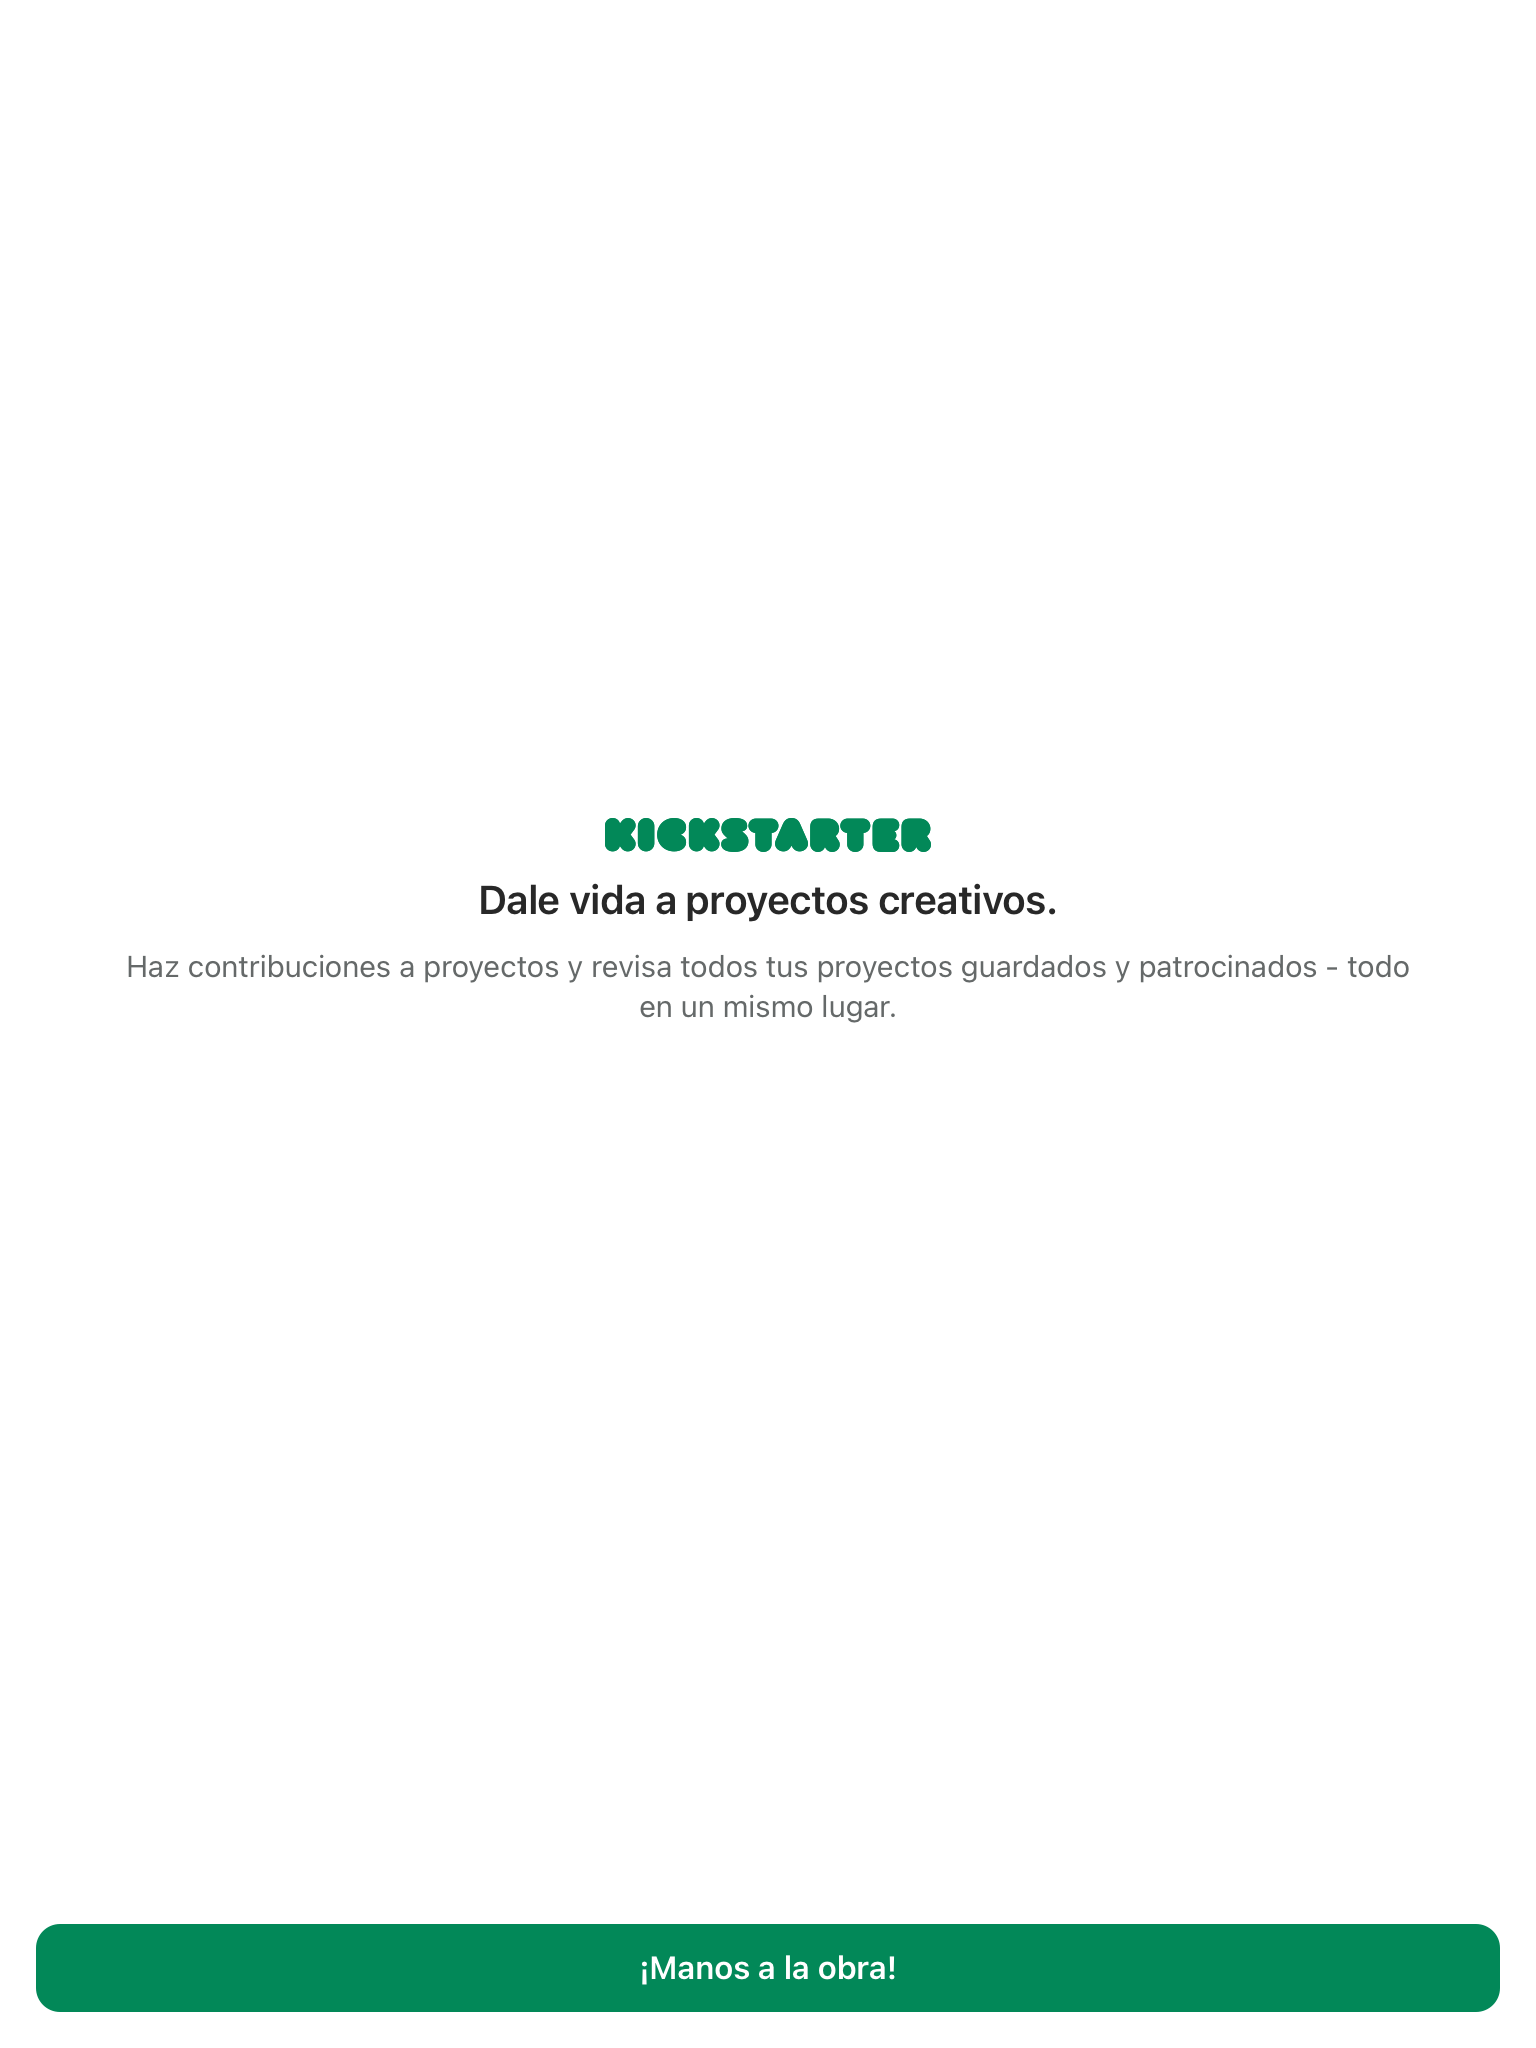 KICKSTARTER
Dale vida a proyectos creativos.
Haz contribuciones a proyectos y revisa todos tus proyectos guardados y patrocinados - todo
en un mismo lugar.
¡Manos a la obra!